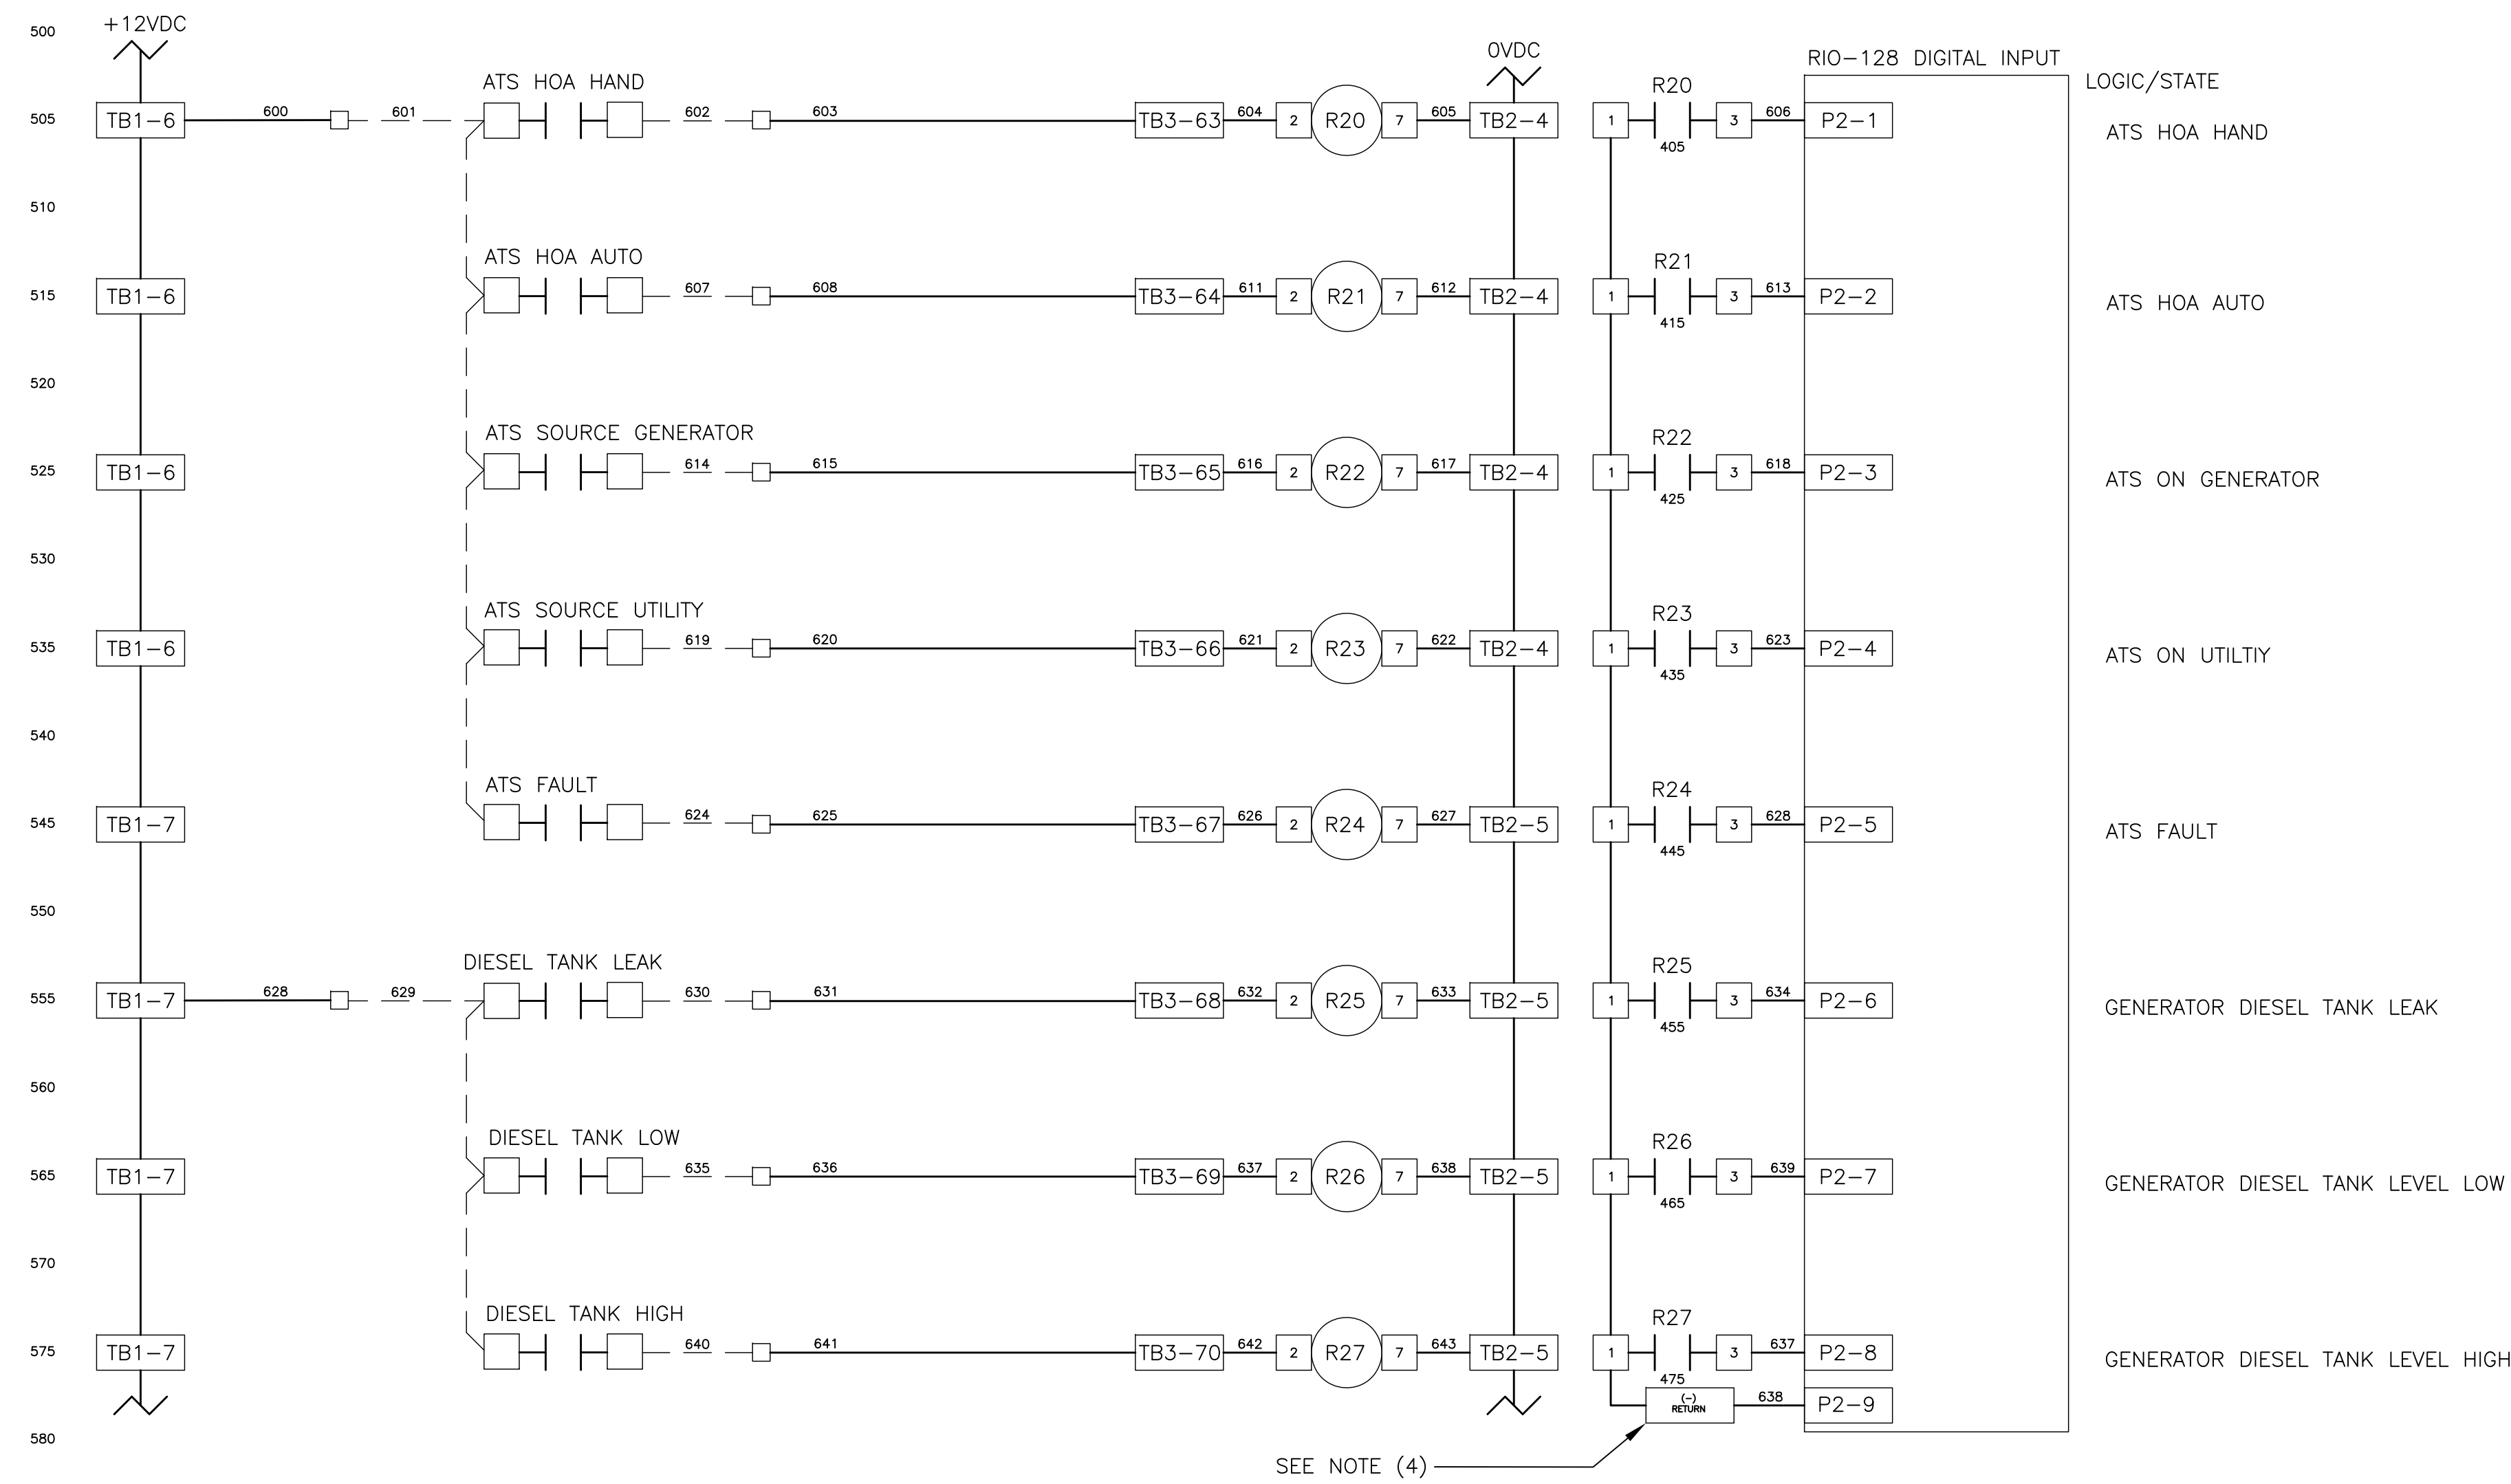 500
+12VDC
0VDC
RIO-128 DIGITAL INPUT
LOGIC/STATE
ATS HOA HAND
R20
505
TB1-6
600
601
602
603
TB3-63
604
2
R20
7
605
TB2-4
1
405
3
606
P2-1
ATS HOA HAND
510
ATS HOA AUTO
R21
515
TB1-6
607
608
TB3-64
611
2
R21
7
612
TB2-4
1
415
3
613
P2-2
ATS HOA AUTO
520
ATS SOURCE GENERATOR
R22
525
TB1-6
614
615
TB3-65
616
2
R22
7
617
TB2-4
1
425
3
618
P2-3
ATS ON GENERATOR
530
ATS SOURCE UTILITY
R23
535
TB1-6
619
620
TB3-66
621
2
R23
7
622
TB2-4
1
435
3
623
P2-4
ATS ON UTILTIY
540
ATS FAULT
R24
545
TB1-7
624
625
TB3-67
626
2
R24
7
627
TB2-5
1
445
3
628
P2-5
ATS FAULT
550
DIESEL TANK LEAK
R25
555
TB1-7
628
629
630
631
TB3-68
632
2
R25
7
633
TB2-5
1
455
3
634
P2-6
GENERATOR DIESEL TANK LEAK
560
DIESEL TANK LOW
R26
565
TB1-7
635
636
TB3-69
637
2
R26
7
638
TB2-5
1
465
3
639
P2-7
GENERATOR DIESEL TANK LEVEL LOW
570
DIESEL TANK HIGH
R27
575
TB1-7
640
641
TB3-70
642
2
R27
7
643
TB2-5
1
475
3
637
P2-8
GENERATOR DIESEL TANK LEVEL HIGH
(-)
RETURN
638
P2-9
580
SEE NOTE (4)